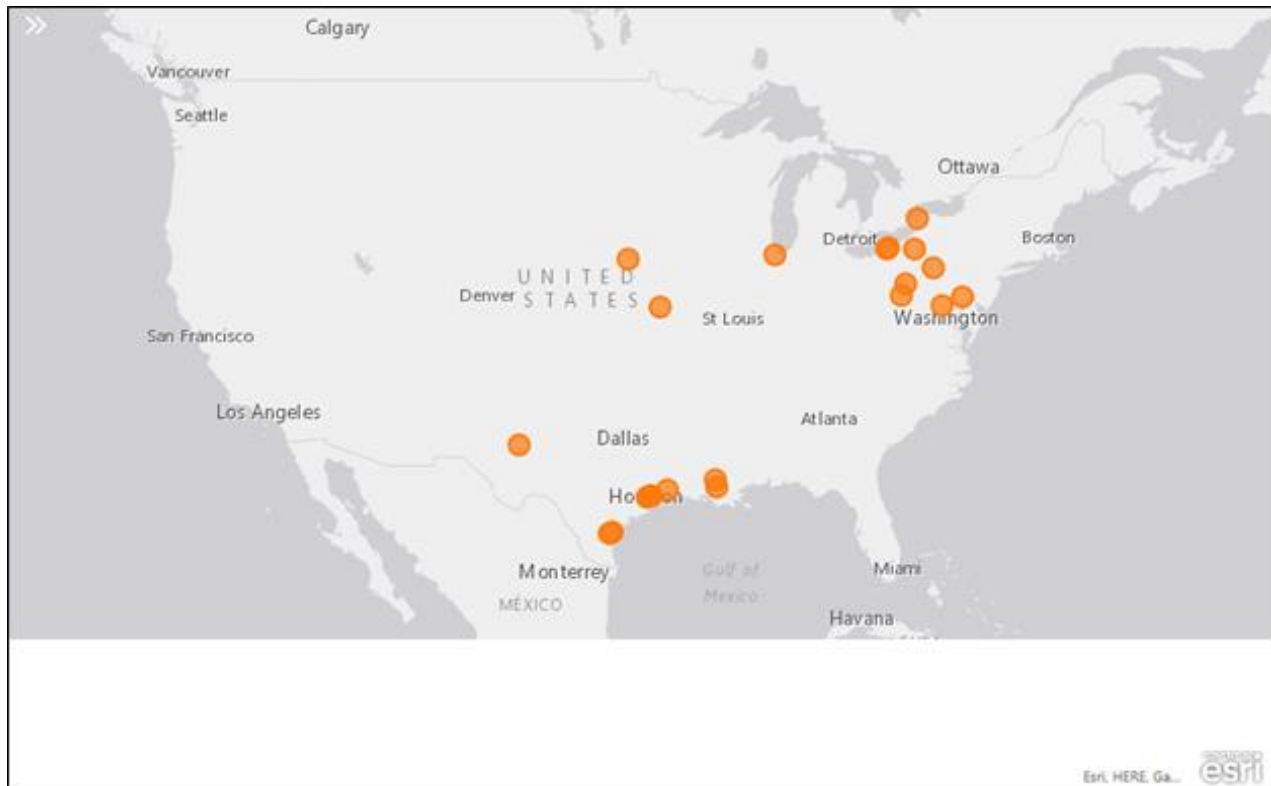 Calgary
Vancouver
Seattle
Ottawa
Detroit
Boston
UNITED
STATES
Denver
St Louis
Washington
San Francisco
Los Angeles
Atlanta
Dallas
Houston
Monterrey
Gulf of
Mexico
Miami
MÉXICO
Havana
Esri, HERE, Ga...
esri